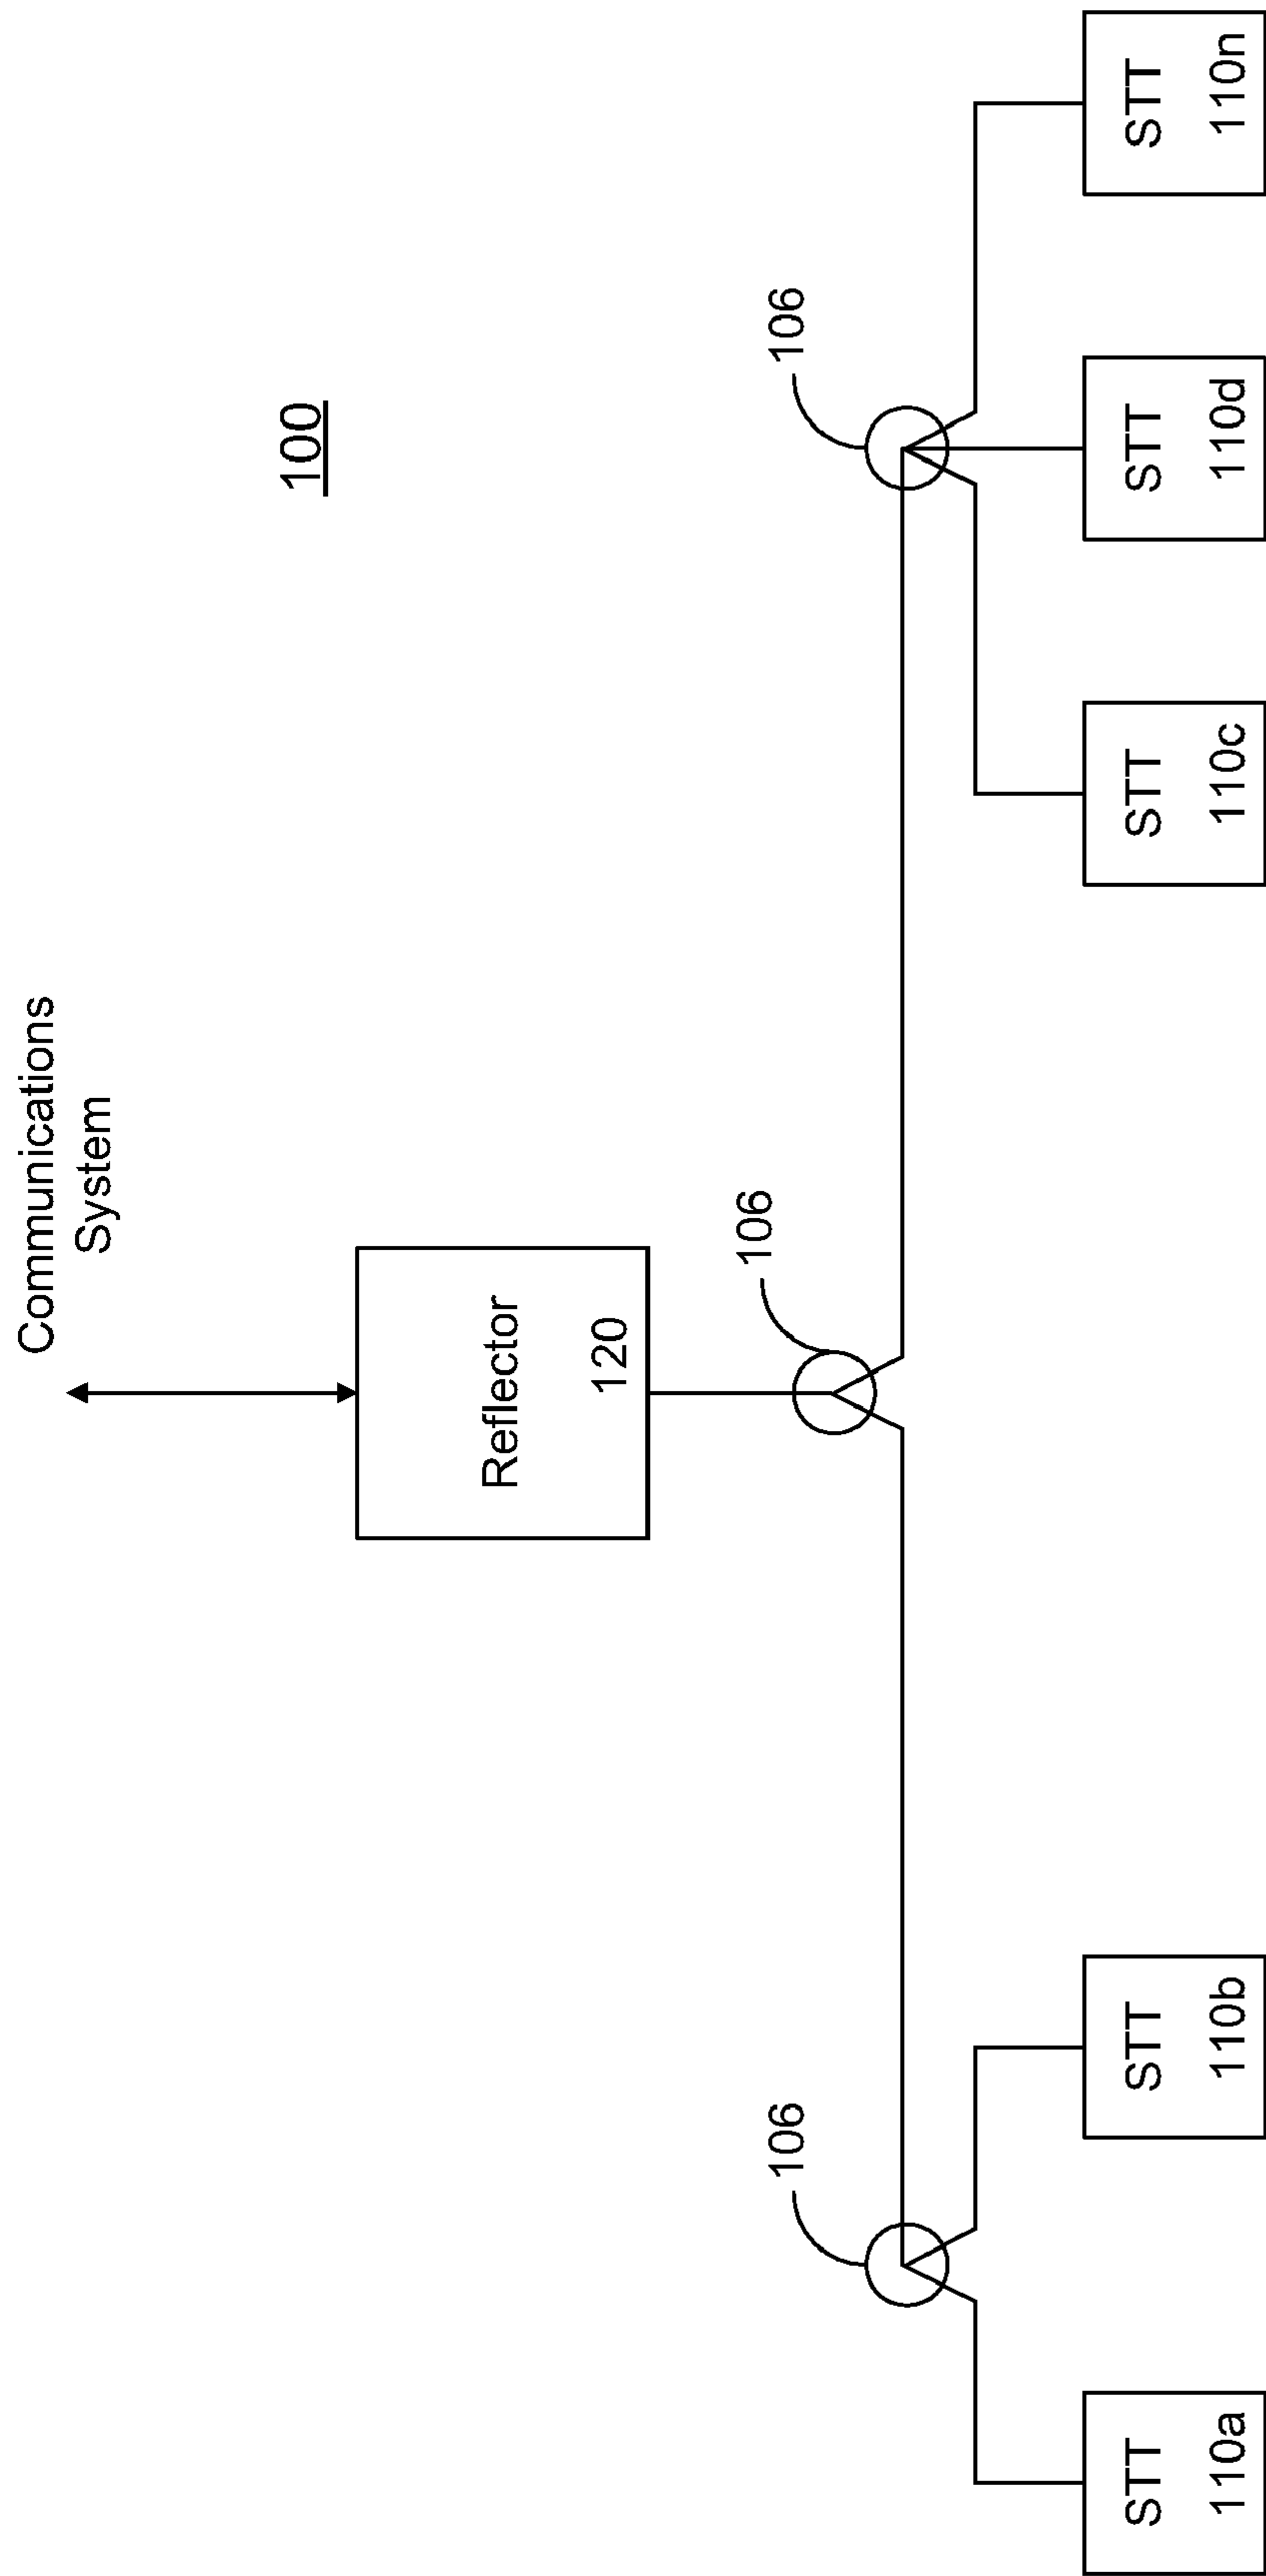 Communications
System
100
Reflector
120
106
106
106
STT
110a
STT
110b
STT
110c
STT
110d
STT
110n